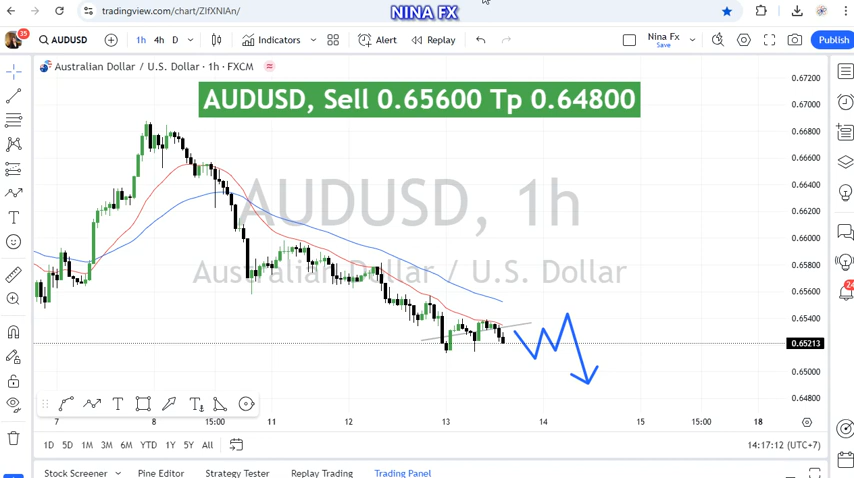 NINA FX
tradingview.com/chart/ZIfXNIAn/
35
AUDUSD
1h 4h D
Indicators
Alert
Replay
Nina Fx
Save
Publish
Australian Dollar / U.S. Dollar · 1h · FXCM
AUDUSD, Sell 0.65600 Tp 0.64800
AUDUSD, 1h
Australian Dollar / U.S. Dollar
0.67200
0.67000
0.66800
0.66600
0.66400
0.66200
0.66000
0.65800
0.65600
0.65400
0.65213
0.65000
0.64800
24
T
7 8 15:00 11 12 13 14 15 15:00 18
1D 5D 1M 3M 6M YTD 1Y 5Y All
14:17:12 (UTC+7)
Stock Screener Pine Editor Strategy Tester Replay Trading Trading Panel